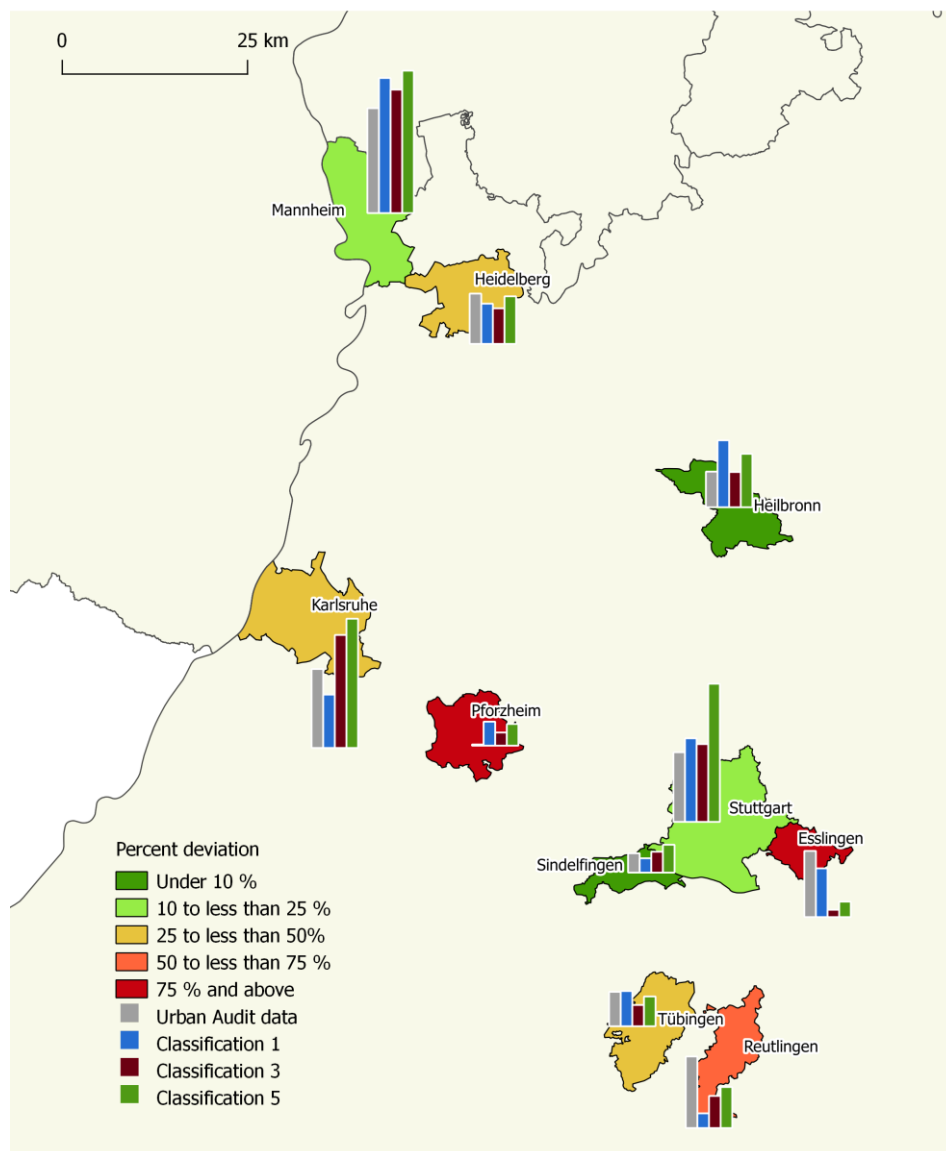 0 25 km
Mannheim
Heidelberg
Heilbronn
Karlsruhe
Pforzheim
Stuttgart
Esslingen
Sindelfingen
Tübingen
Reutlingen
Percent deviation
Under 10 %
10 to less than 25 %
25 to less than 50%
50 to less than 75 %
75 % and above
Urban Audit data
Classification 1
Classification 3
Classification 5